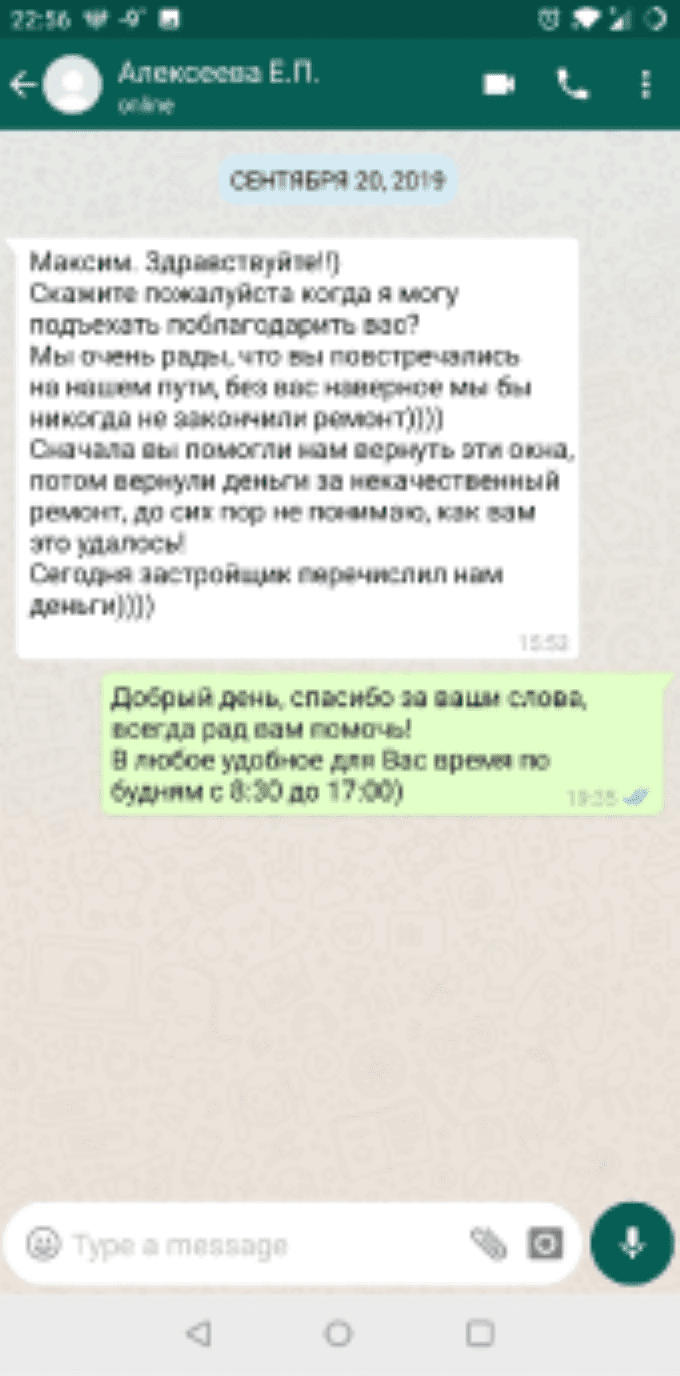 22:56 -9°
Алексеева Е.П.
online
СЕНТЯБРЯ 20, 2019
Максим. Здравствуйте!!)
Скажите пожалуйста когда я могу
подъехать поблагодарить вас?
Мы очень рады, что вы повстречались
на нашем пути, без вас наверное мы бы
никогда не закончили ремонт))))
Сначала вы помогли нам вернуть эти окна,
потом вернули деньги за некачественный
ремонт, до сих пор не понимаю, как вам
это удалось!
Сегодня застройщик перечислил нам
деньги))))
15:53
Добрый день, спасибо за ваши слова,
всегда рад вам помочь!
В любое удобное для Вас время по
будням с 8:30 до 17:00)
Type a message